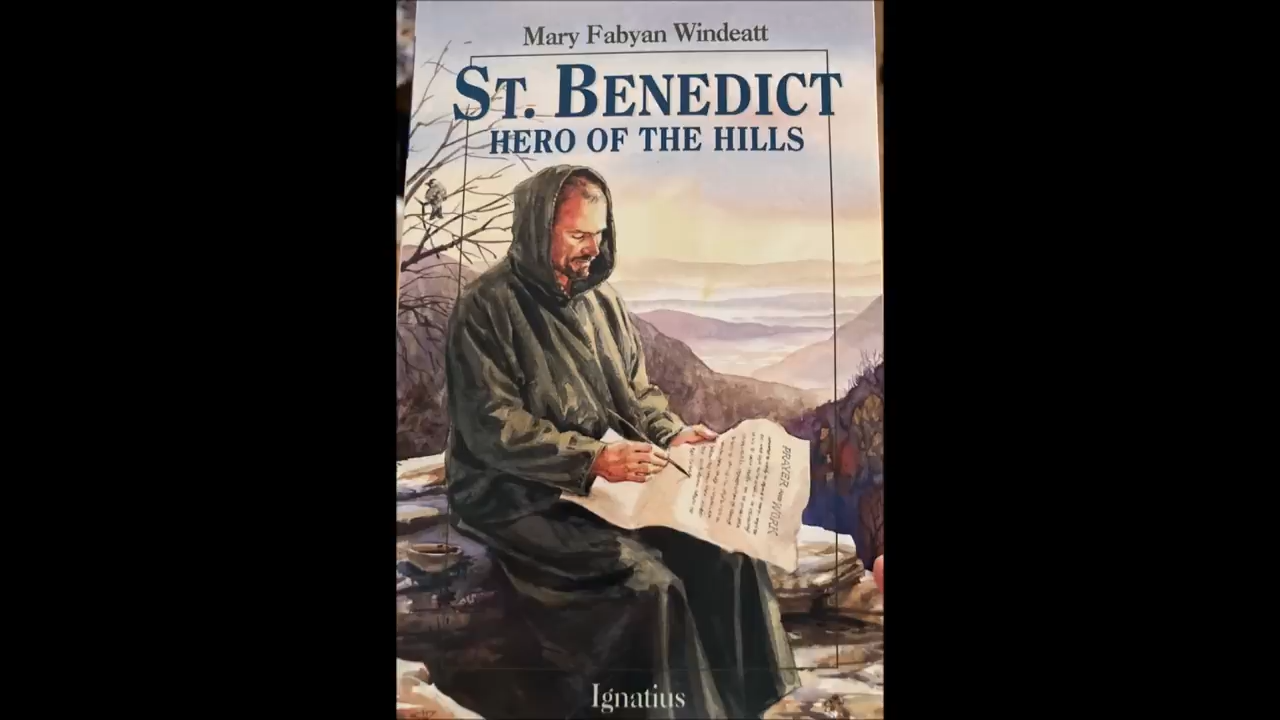 Mary Fabyan Windeatt
ST. BENEDICT
HERO OF THE HILLS
PRAYER AND WORK
Ignatius